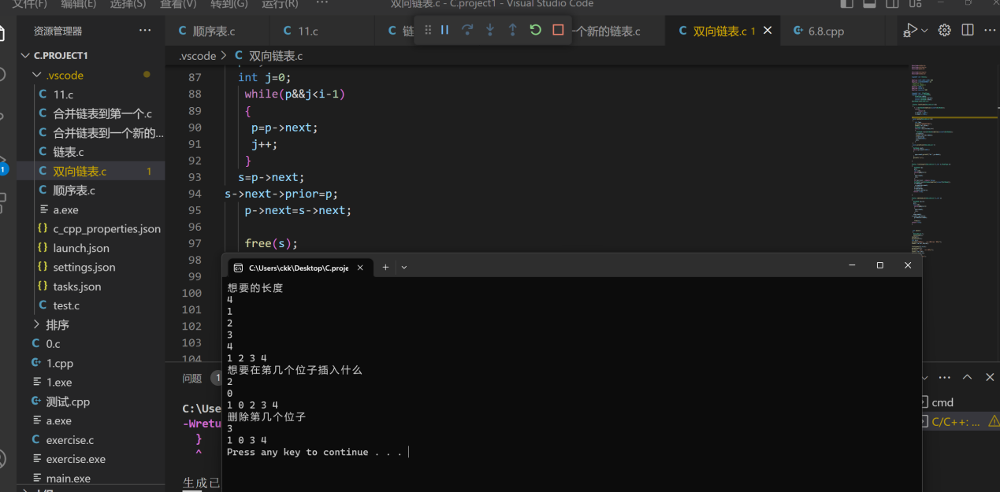 文件(F) 编辑(E) 选择(S) 查看(V) 转到(G) 运行(R) ···
双向链表.c - C.project1 - Visual Studio Code
资源管理器 ···
C.PROJECT1
.vscode
11.c
合并链表到第一个.c
合并链表到一个新的...
链表.c
双向链表.c 1
顺序表.c
a.exe
c_cpp_properties.json
launch.json
settings.json
tasks.json
test.c
排序
0.c
1.cpp
1.exe
测试.cpp
a.exe
exercise.c
exercise.exe
main.exe
1
顺序表.c
11.c
链
一个新的链表.c
双向链表.c 1
6.8.cpp
.vscode > 双向链表.c
87 int j=0;
88 while(p&&j<i-1)
89 {
90 p=p->next;
91 j++;
92 }
93 s=p->next;
94 s->next->prior=p;
95 p->next=s->next;
96
97 free(s);
98
99
100
101
102
103
104
问题 1
C:\Use
-Wretu
}
^
生成已
C:\Users\ckk\Desktop\C.proje
想要的长度
4
1
2
3
4
1 2 3 4
想要在第几个位子插入什么
2
0
1 0 2 3 4
删除第几个位子
3
1 0 3 4
Press any key to continue . . .
cmd
C/C++: ...